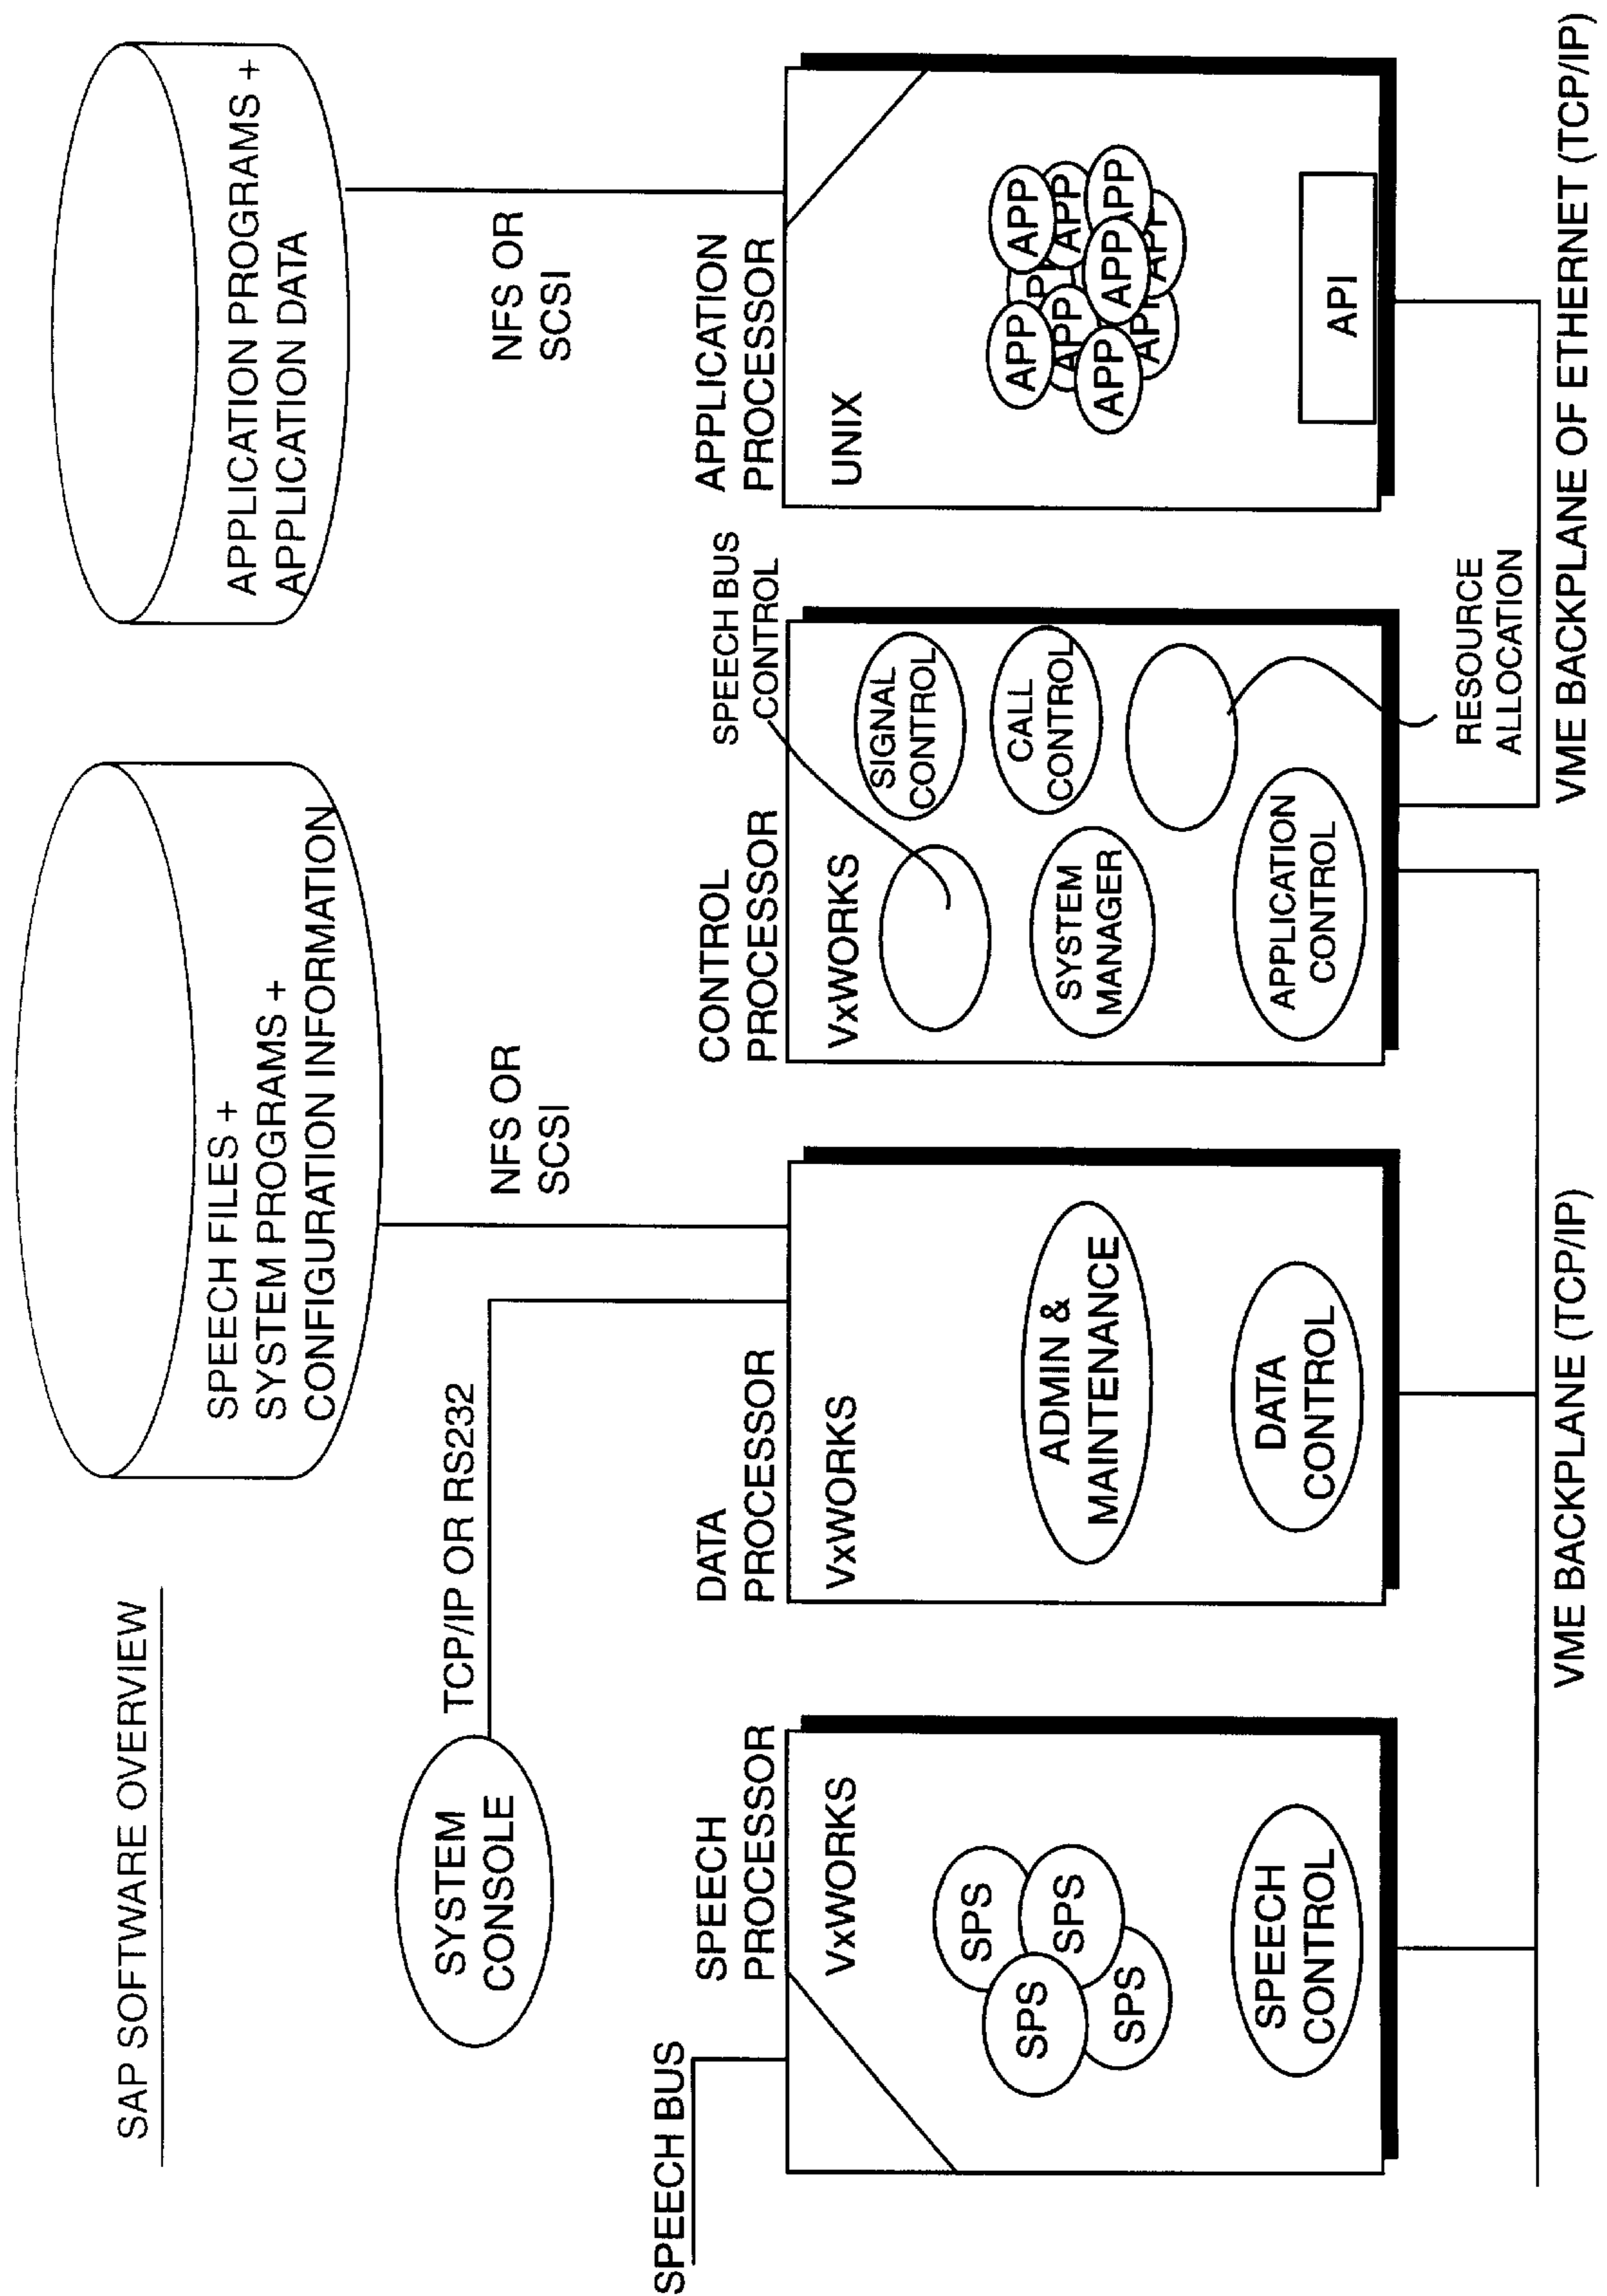 SAP SOFTWARE OVERVIEW
SPEECH FILES +
SYSTEM PROGRAMS +
CONFIGURATION INFORMATION
APPLICATION PROGRAMS +
APPLICATION DATA
SYSTEM
CONSOLE
TCP/IP OR RS232
NFS OR
SCSI
NFS OR
SCSI
SPEECH BUS
SPEECH
PROCESSOR
VxWORKS
SPS
SPS
SPS
SPS
SPEECH
CONTROL
DATA
PROCESSOR
VxWORKS
ADMIN &
MAINTENANCE
DATA
CONTROL
CONTROL
PROCESSOR
VxWORKS
SPEECH BUS
CONTROL
SIGNAL
CONTROL
SYSTEM
MANAGER
CALL
CONTROL
APPLICATION
CONTROL
RESOURCE
ALLOCATION
APPLICATION
PROCESSOR
UNIX
APP
APP
APP
APP
APP
APP
APP
API
VME BACKPLANE (TCP/IP)
VME BACKPLANE OF ETHERNET (TCP/IP)